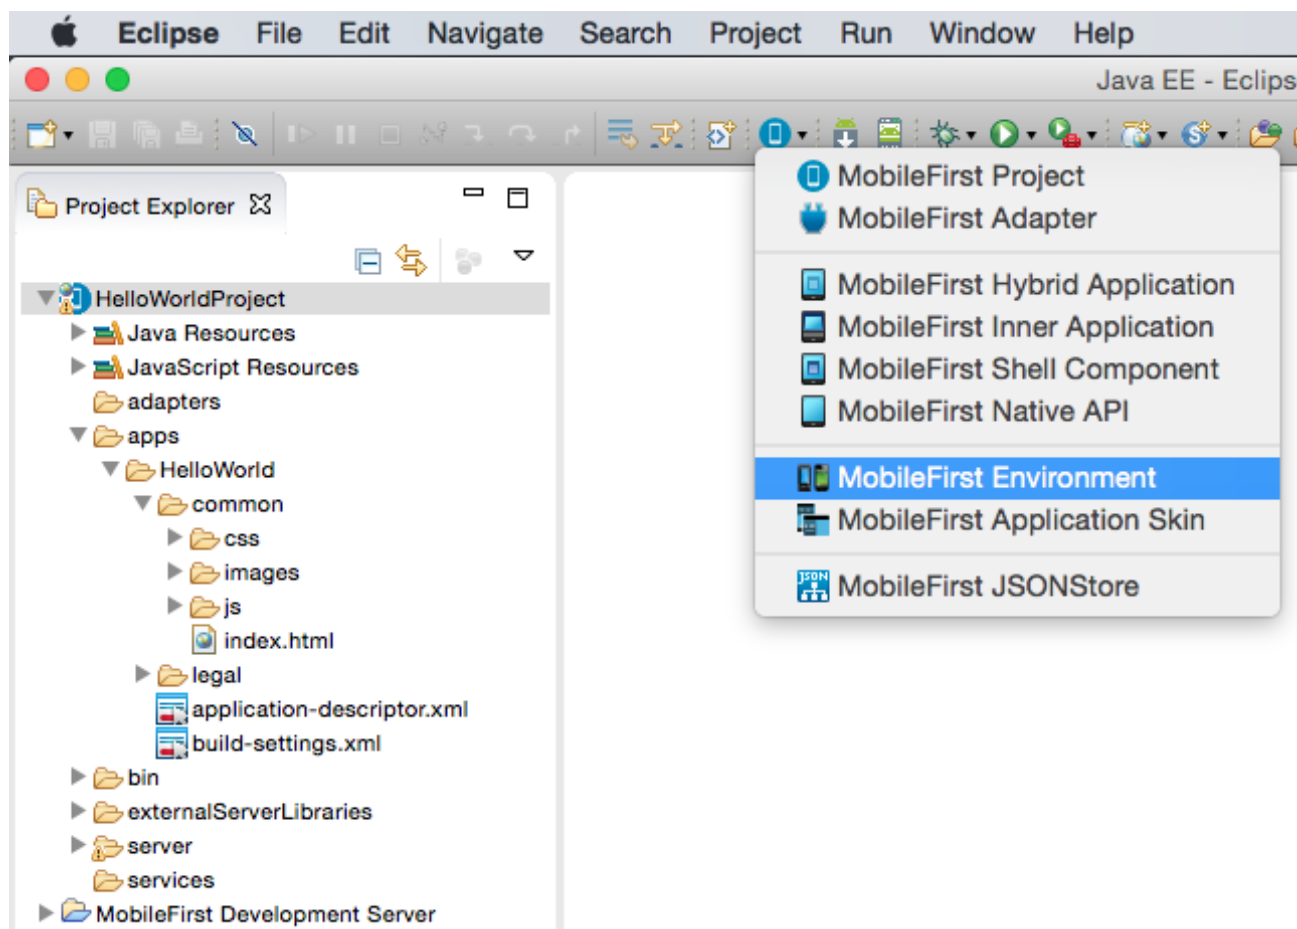 Eclipse File Edit Navigate Search Project Run Window Help
Java EE - Eclips
Project Explorer
HelloWorldProject
Java Resources
JavaScript Resources
adapters
apps
HelloWorld
common
css
images
js
index.html
legal
application-descriptor.xml
build-settings.xml
bin
externalServerLibraries
server
services
MobileFirst Development Server
MobileFirst Project
MobileFirst Adapter
MobileFirst Hybrid Application
MobileFirst Inner Application
MobileFirst Shell Component
MobileFirst Native API
MobileFirst Environment
MobileFirst Application Skin
JSON
MobileFirst JSONStore